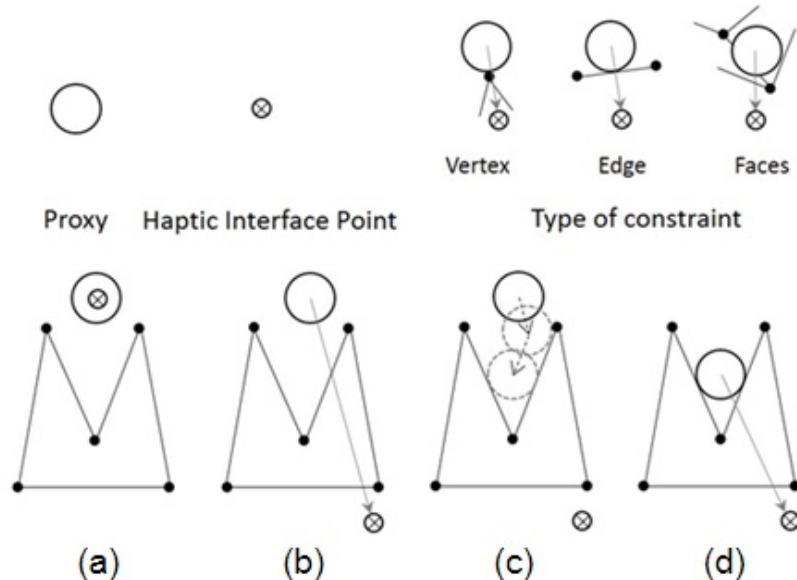 Vertex Edge Faces
Proxy Haptic Interface Point Type of constraint
(a) (b) (c) (d)